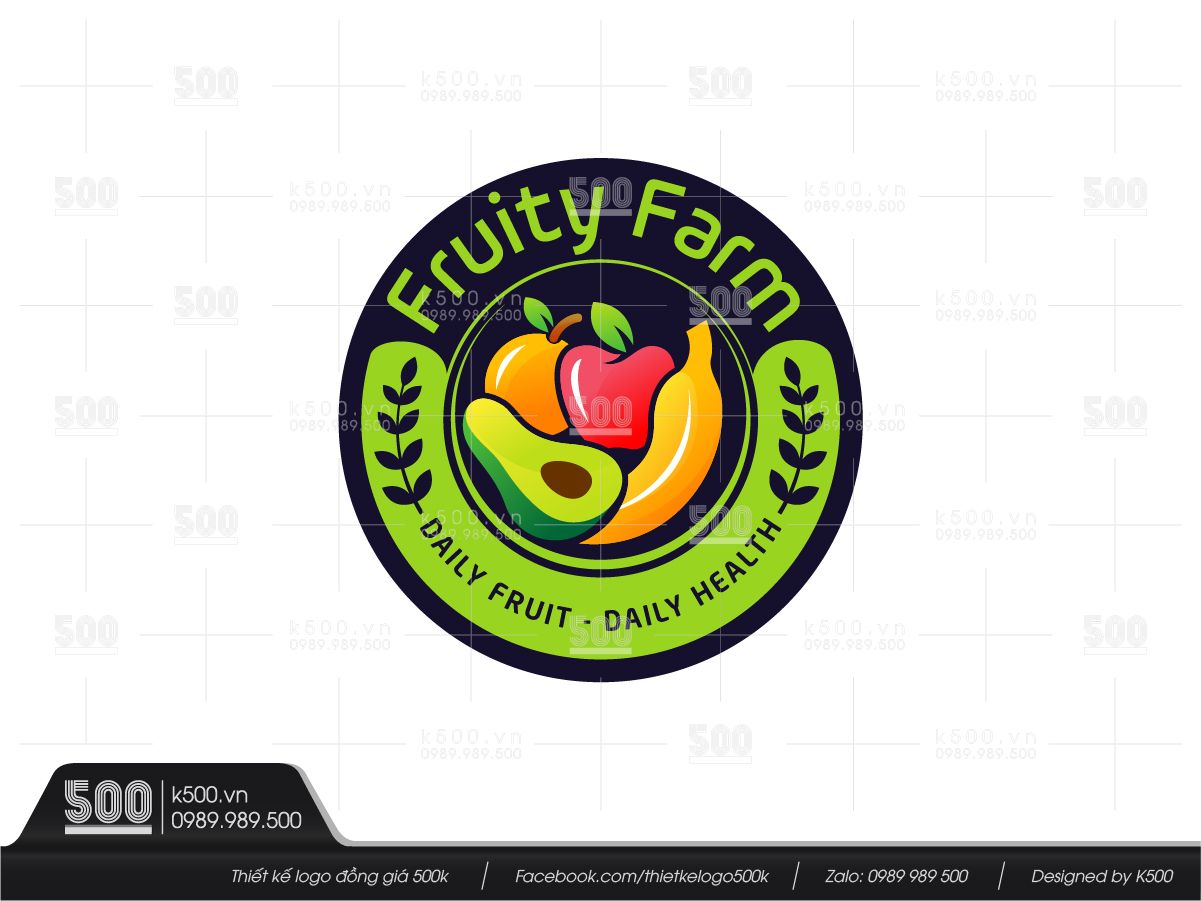 Fruity Farm
DAILY FRUIT - DAILY HEALTH
500
k500.vn
0989.989.500
Thiết kế logo đồng giá 500k
Facebook.com/thietkelogo500k
Zalo: 0989 989 500
Designed by K500